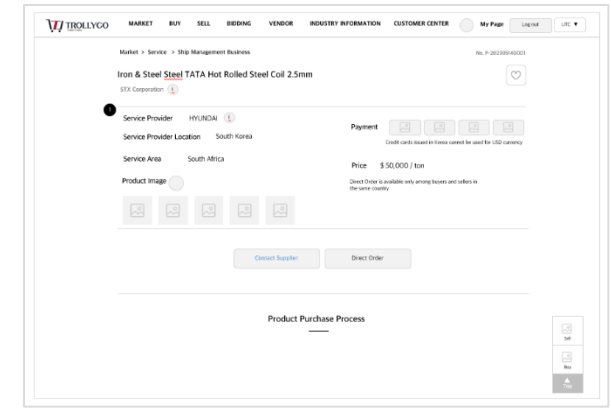 TROLLYGO MARKET BUY SELL BIDDING VENDOR INDUSTRY INFORMATION CUSTOMER CENTER My Page Log out UTC ▼
Market > Service > Ship Management Business
Iron & Steel Steel TATA Hot Rolled Steel Coil 2.5mm
STX Corporation
1
Service Provider HYUNDAI
Service Provider Location South Korea
Service Area South Africa
Product Image
Payment
Credit cards issued in Korea cannot be used for USD currency
Price $ 50,000 / ton
Direct Order is available only among buyers and sellers in
the same country
Contact Supplier Direct Order
Product Purchase Process
Sell
Buy
Top